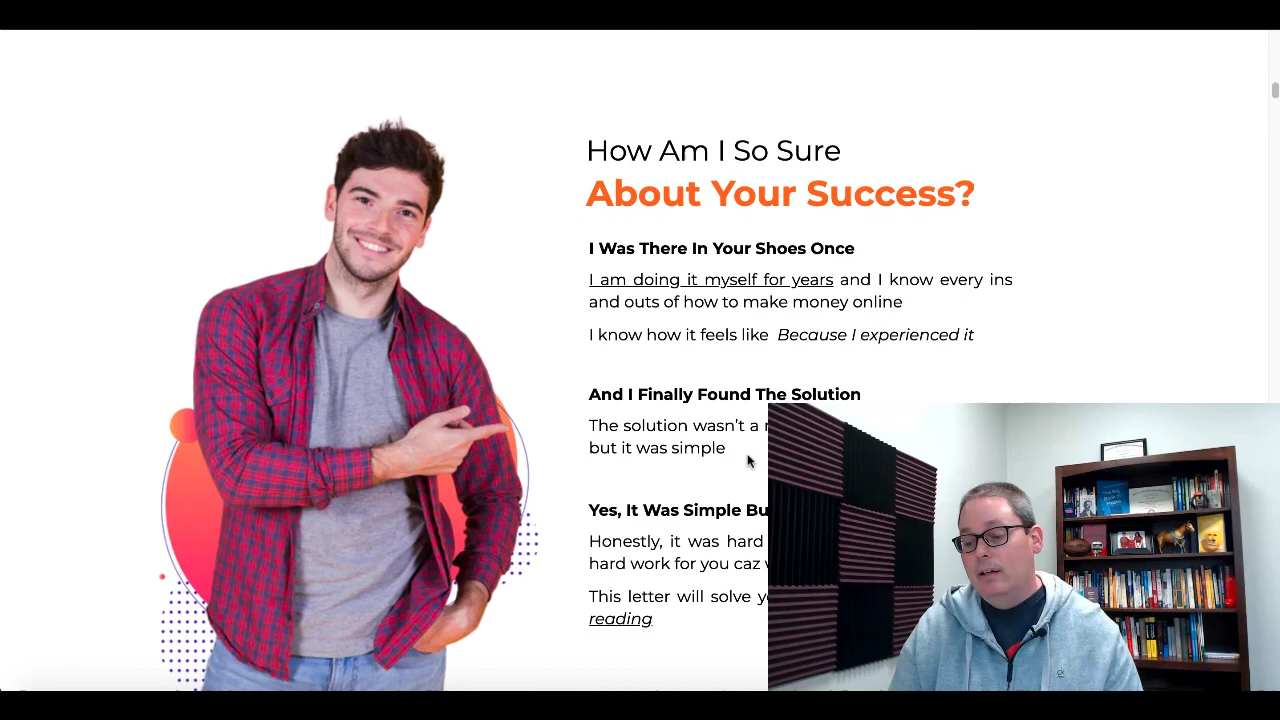 How Am I So Sure
About Your Success?
I Was There In Your Shoes Once
I am doing it myself for years and I know every ins
and outs of how to make money online
I know how it feels like Because I experienced it
And I Finally Found The Solution
The solution wasn't a
but it was simple
Yes, It Was Simple
Honestly, it was hard
hard work for you caz
This letter will solve
reading